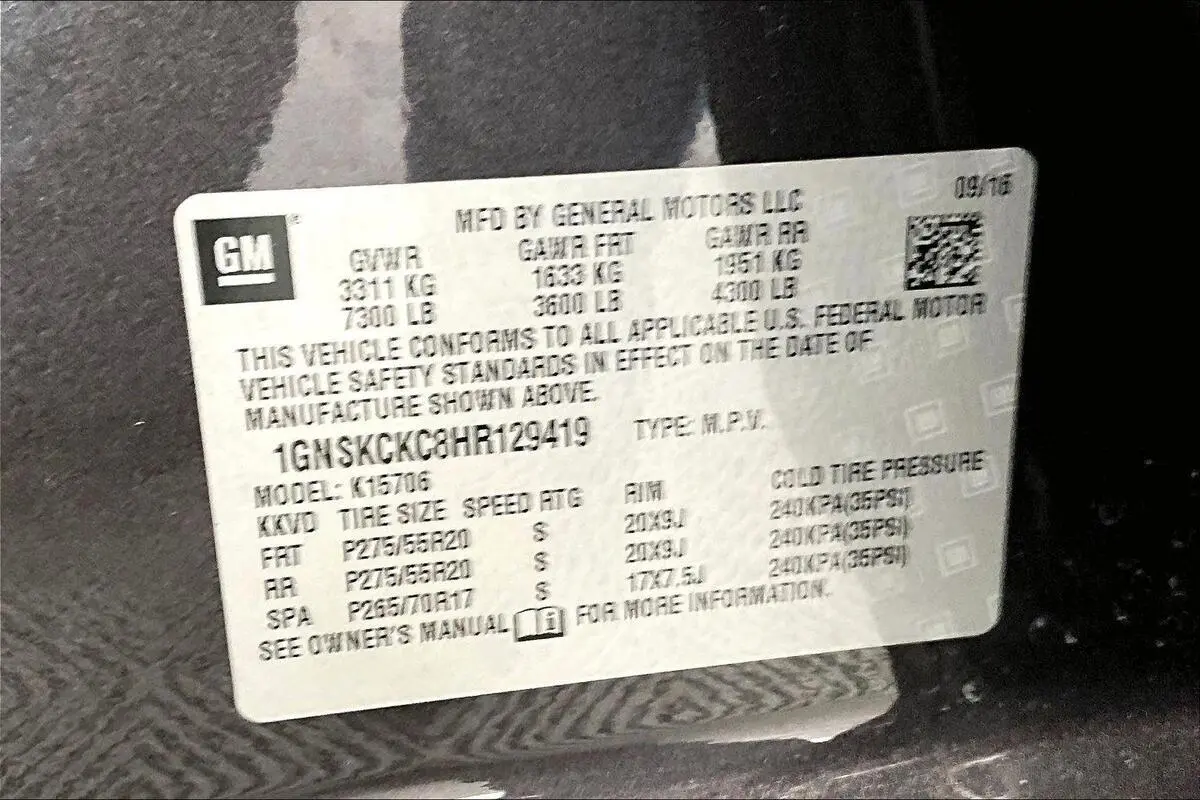 09/16
GM
MFD BY GENERAL MOTORS LLC
GVWR GAWR FRT GAWR RR
3311 KG 1633 KG 1951 KG
7300 LB 3600 LB 4300 LB
THIS VEHICLE CONFORMS TO ALL APPLICABLE U.S. FEDERAL MOTOR
VEHICLE SAFETY STANDARDS IN EFFECT ON THE DATE OF
MANUFACTURE SHOWN ABOVE.
1GNSKCKC8HR129419 TYPE: M.P.V.
MODEL: K15706
KKVD TIRE SIZE SPEED RTG RIM COLD TIRE PRESSURE
FRT P275/55R20 S 20X9J 240KPA(35PSI)
RR P275/55R20 S 20X9J 240KPA(35PSI)
SPA P265/70R17 S 17X7.5J 240KPA(35PSI)
SEE OWNER'S MANUAL FOR MORE INFORMATION.